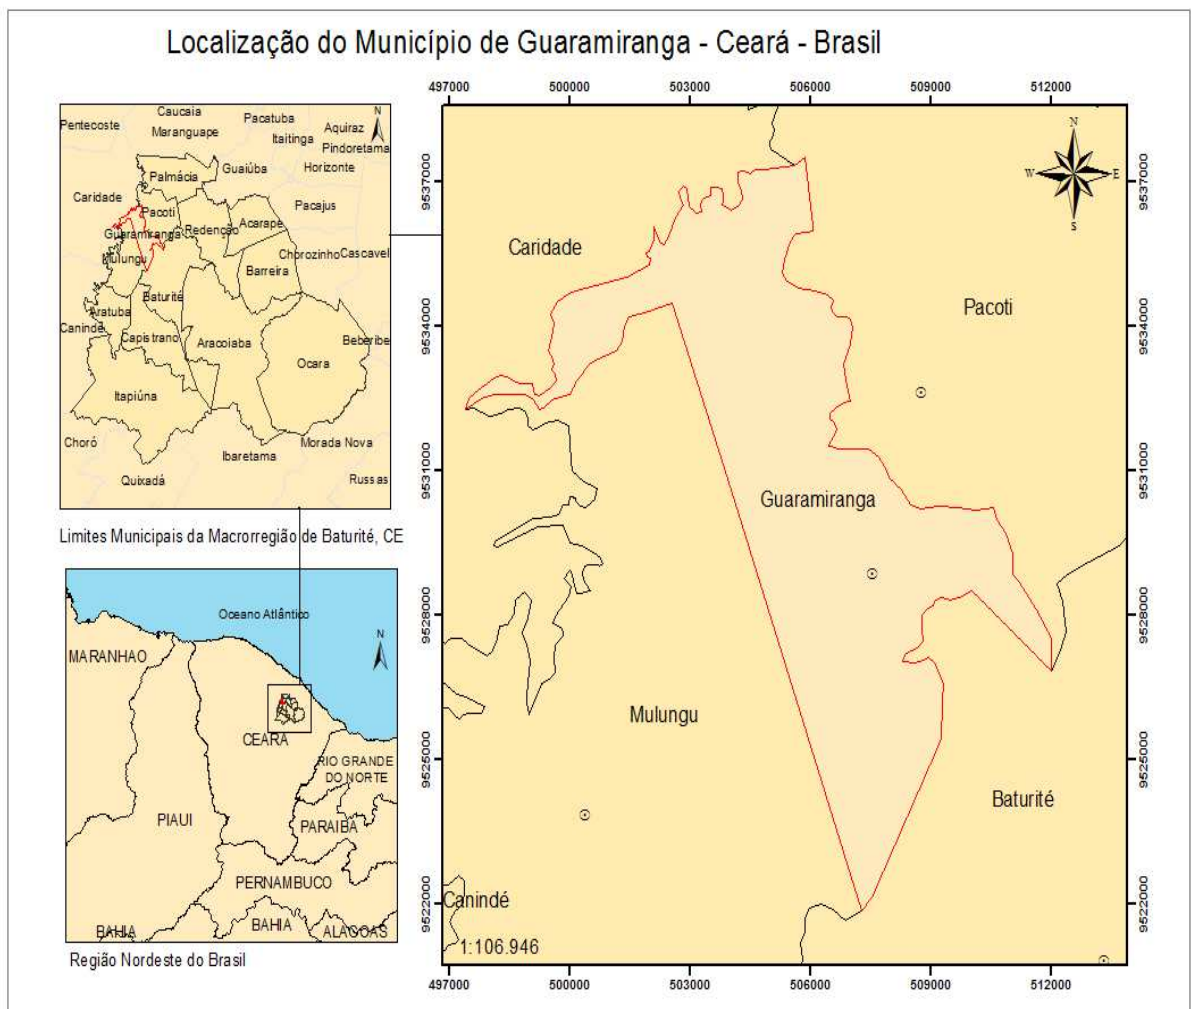 Localização do Município de Guaramiranga - Ceará - Brasil
Caucaia
Pentecoste
Maranguape
Pacatuba
Itaitinga
Aquiraz
Pindoretama
N
Horizonte
Guaiúba
Palmácia
Caridade
Pacoti
Pacajus
Acarape
Redenção
Guaramiranga
Chorozinho
Cascavel
Mulungu
Barreira
Baturité
Aratuba
Canindé
Capistrano
Aracoiaba
Beberibe
Ocara
Itapiúna
Choró
Morada Nova
Ibaretama
Quixadá
Russas
Limites Municipais da Macrorregião de Baturité, CE
Oceano Atlântico
N
MARANHAO
CEARA
RIO GRANDE
DO NORTE
PIAUI
PARAIBA
PERNAMBUCO
BAHIA
BAHIA
ALAGOAS
Região Nordeste do Brasil
497000 500000 503000 506000 509000 512000
N
W E
S
9537000 9537000
Caridade
Pacoti
9534000 9534000
9531000 9531000
Guaramiranga
9528000 9528000
Mulungu
9525000 9525000
Baturité
9522000 9522000
Canindé
1:106.946
497000 500000 503000 506000 509000 512000